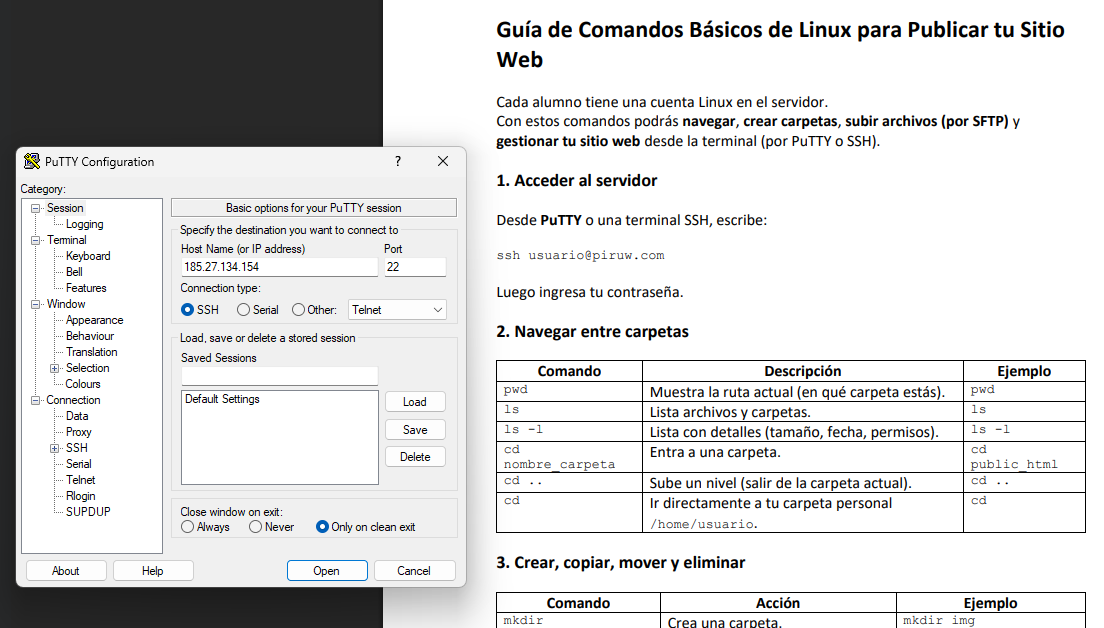 PuTTY Configuration
?
Category:
Session
Logging
Terminal
Keyboard
Bell
Features
Window
Appearance
Behaviour
Translation
Selection
Colours
Connection
Data
Proxy
SSH
Serial
Telnet
Rlogin
SUPDUP
Basic options for your PuTTY session
Specify the destination you want to connect to
Host Name (or IP address) Port
185.27.134.154 22
Connection type:
SSH Serial Other: Telnet
Load, save or delete a stored session
Saved Sessions
Default Settings
Load
Save
Delete
Close window on exit:
Always Never Only on clean exit
About Help Open Cancel
Guía de Comandos Básicos de Linux para Publicar tu Sitio
Web
Cada alumno tiene una cuenta Linux en el servidor.
Con estos comandos podrás navegar, crear carpetas, subir archivos (por SFTP) y
gestionar tu sitio web desde la terminal (por PuTTY o SSH).
1. Acceder al servidor
Desde PuTTY o una terminal SSH, escribe:
ssh usuario@piruw.com
Luego ingresa tu contraseña.
2. Navegar entre carpetas
Comando Descripción Ejemplo
pwd Muestra la ruta actual (en qué carpeta estás). pwd
ls Lista archivos y carpetas. ls
ls -l Lista con detalles (tamaño, fecha, permisos). ls -l
cd Entra a una carpeta. cd
nombre_carpeta public_html
cd .. Sube un nivel (salir de la carpeta actual). cd ..
cd Ir directamente a tu carpeta personal cd
/home/usuario.
3. Crear, copiar, mover y eliminar
Comando Acción Ejemplo
mkdir Crea una carpeta. mkdir img